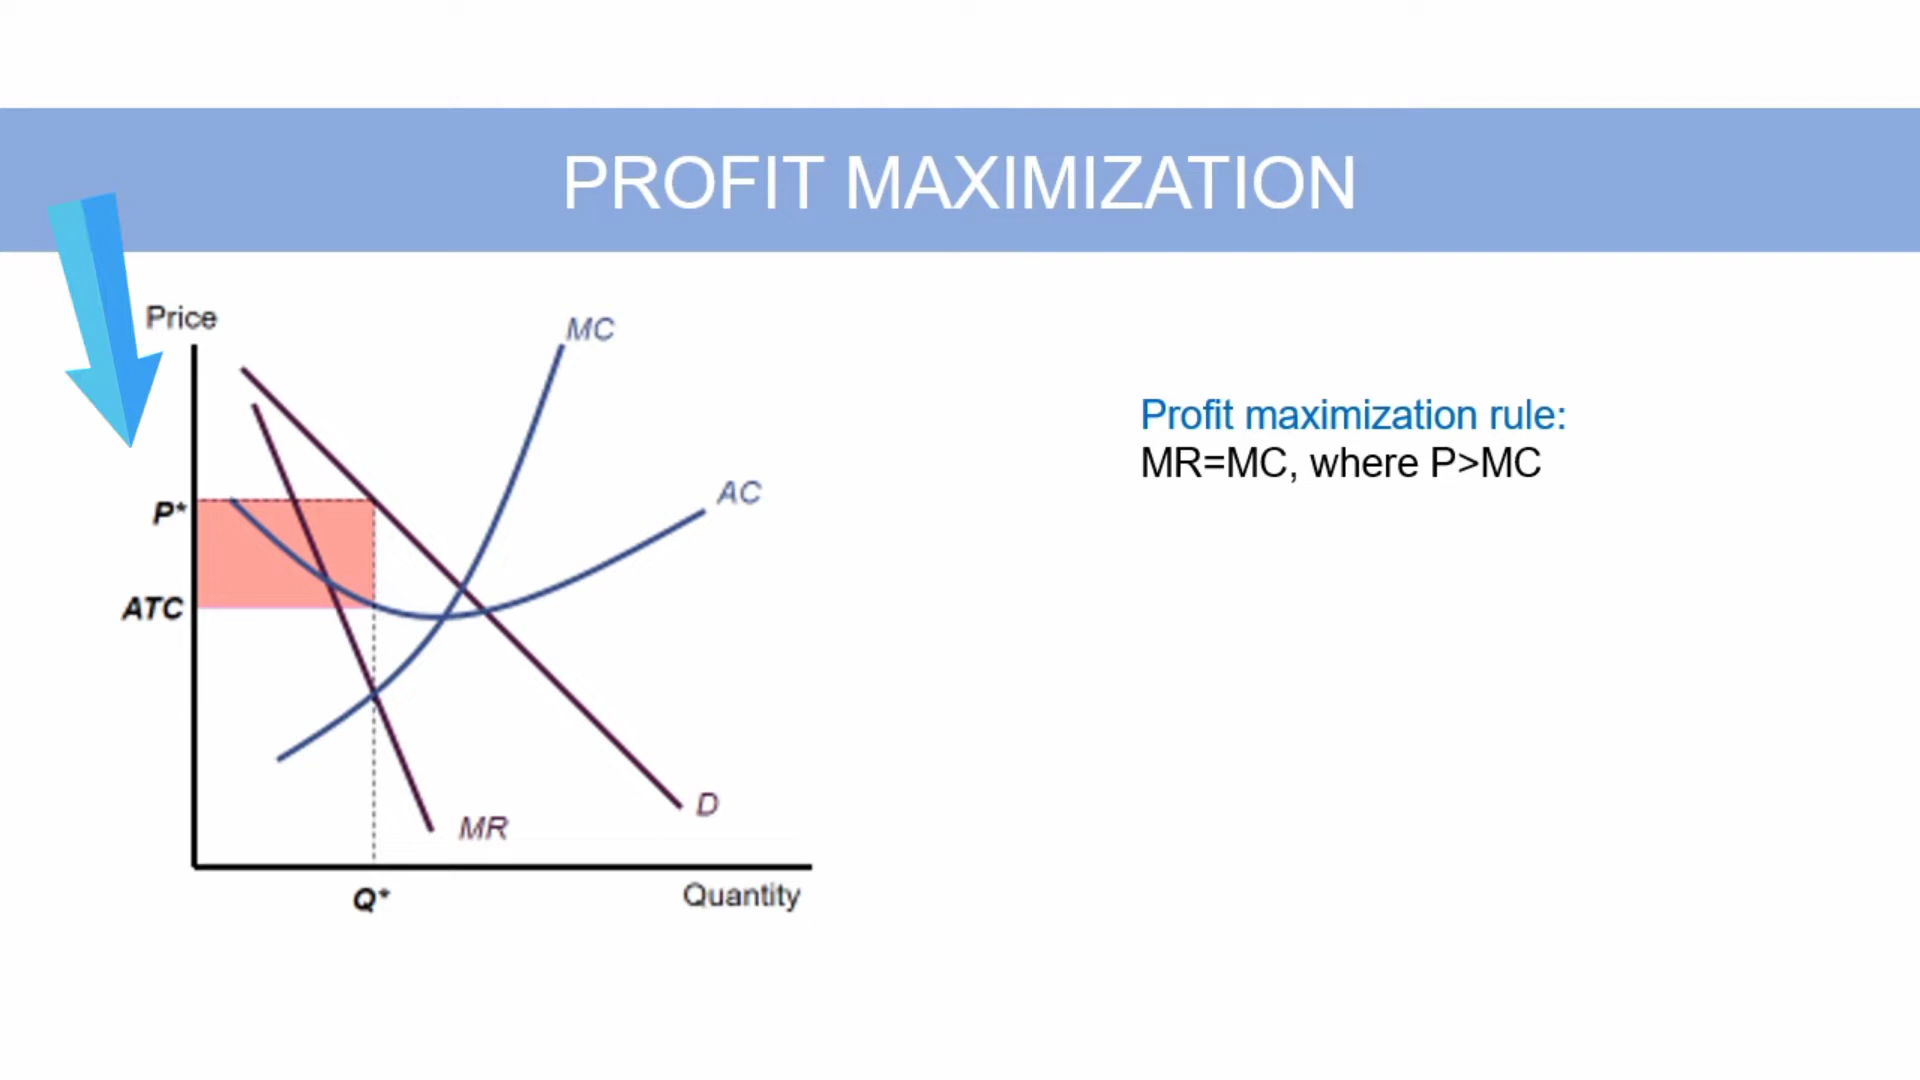 PROFIT MAXIMIZATION
Price
MC
AC
P*
ATC
D
MR
Q*
Quantity
Profit maximization rule:
MR=MC, where P>MC